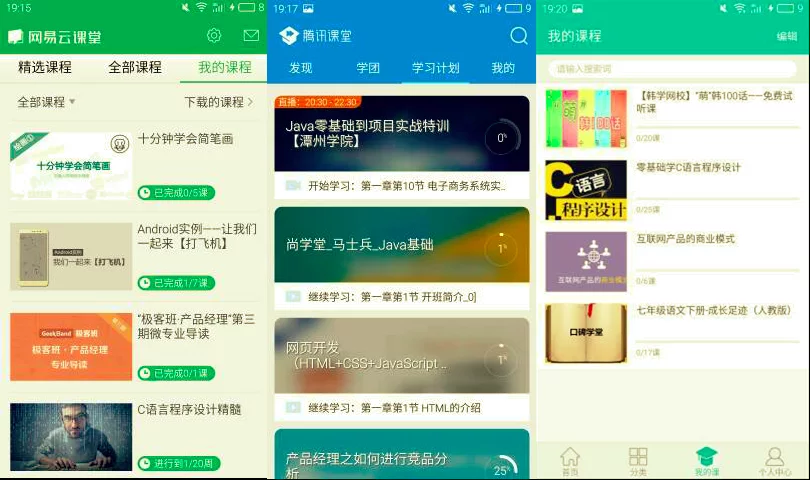 19:15
8
网易云课堂
精选课程
全部课程
我的课程
全部课程
下载的课程
绘画①
十分钟学会简笔画
十分钟学会简笔画
已完成0/5课
Android实例
我们一起来【打飞机】
Android实例——让我们
一起来【打飞机】
已完成1/7课
GeekBand 极客班
极客班·产品经理
专业导读
第三期
“极客班·产品经理”第三
期微专业导读
已完成0/1课
C语言程序设计精髓
进行到1/20周
19:17
9
腾讯课堂
发现
学团
学习计划
我的
直播：20:30 - 22:30
Java零基础到项目实战特训
【潭州学院】
0%
开始学习：第一章第10节 电子商务系统实..
尚学堂_马士兵_Java基础
1%
继续学习：第一章第1节 开班简介_0]
网页开发
（HTML+CSS+JavaScript ..
1%
继续学习：第一章第1节 HTML的介绍
产品经理之如何进行竞品分
析
25%
19:20
9
我的课程
编辑
请输入搜索词
萌
韩100话
【韩学网校】"萌"韩100话——免费试
听课
0/20课
C
语言
程序设计
零基础学C语言程序设计
0/25课
互联网产品的商业模式
互联网产品的商业模式
0/6课
口碑学堂
七年级语文下册-成长足迹（人教版）
0/17课
首页
分类
我的课
个人中心